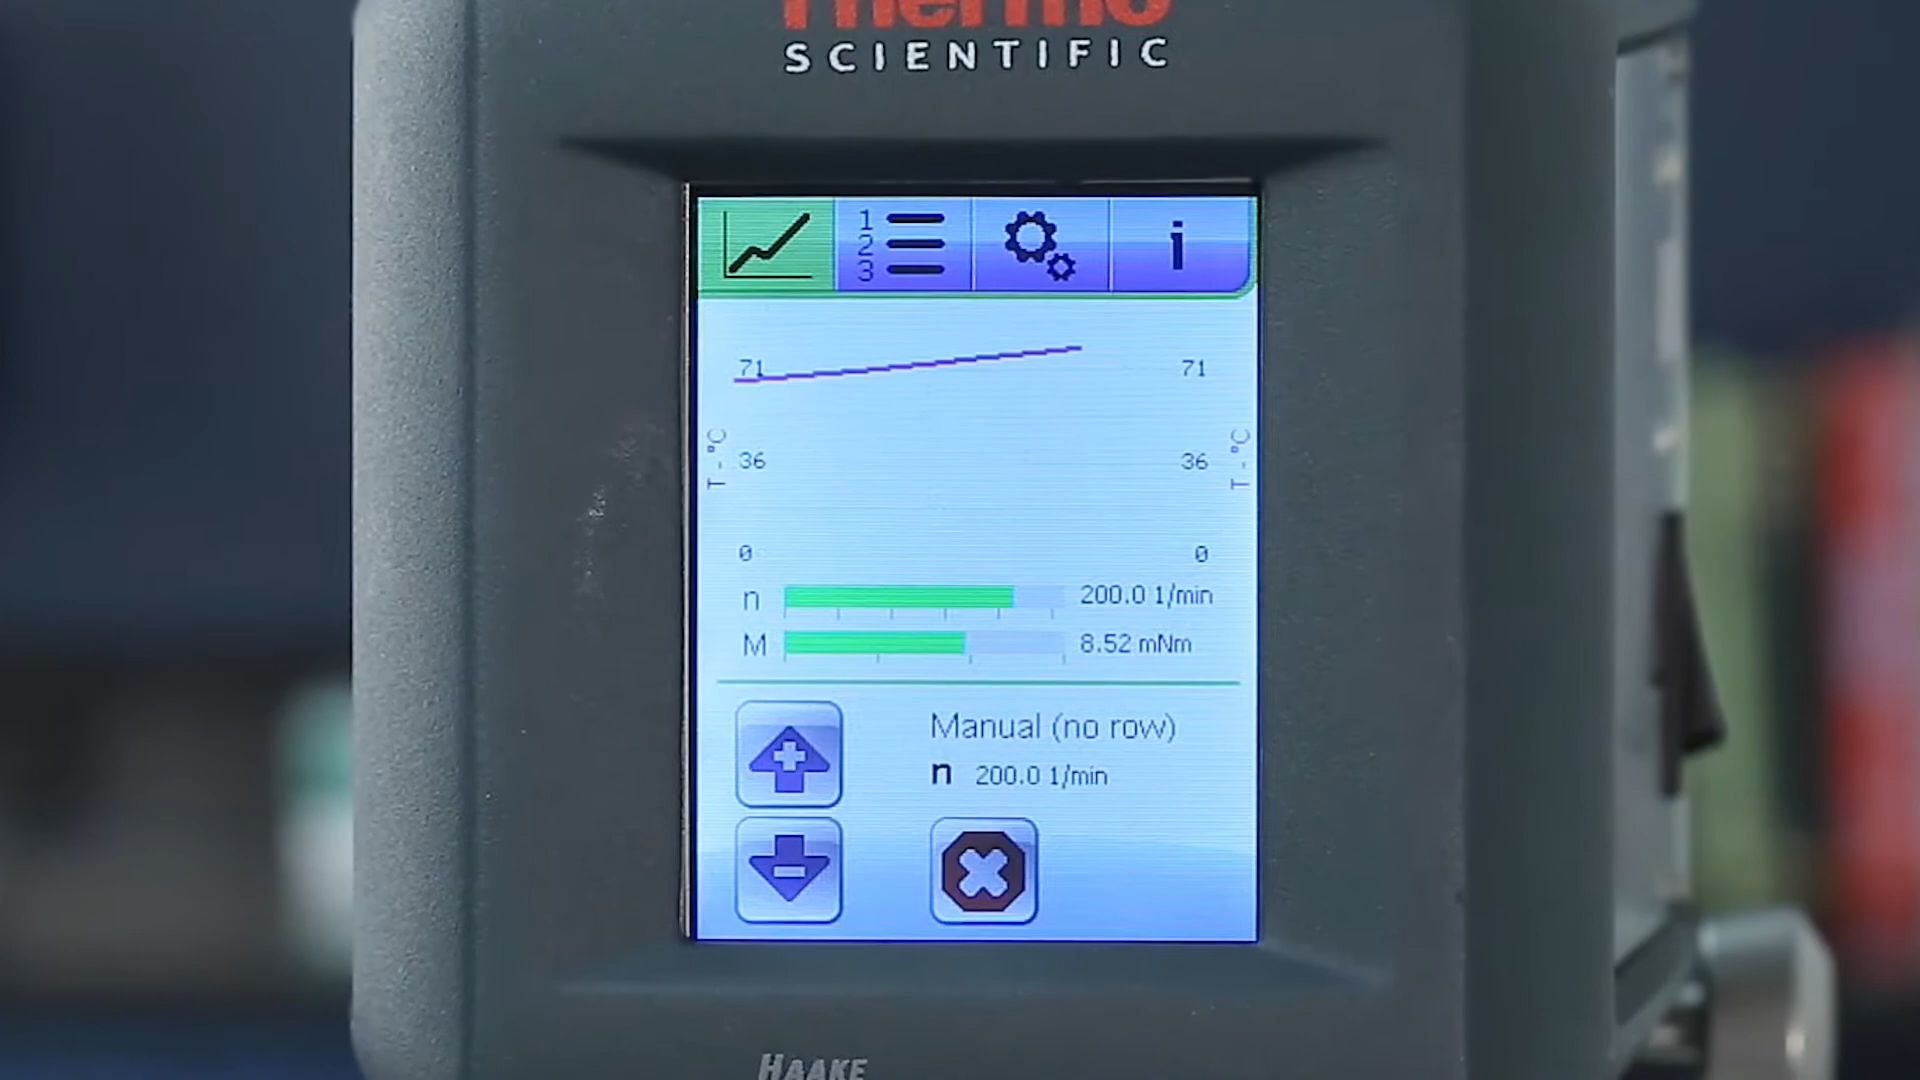 Thermo
SCIENTIFIC
1
2
3
i
71 71
T - °C 36 36 T - °C
0 0
n 200.0 1/min
M 8.52 mNm
Manual (no row)
n 200.0 1/min
HAAKE